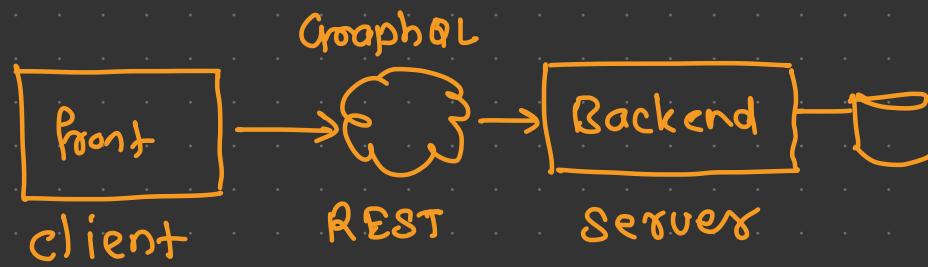 GraphQL
front
Backend
client
REST
server